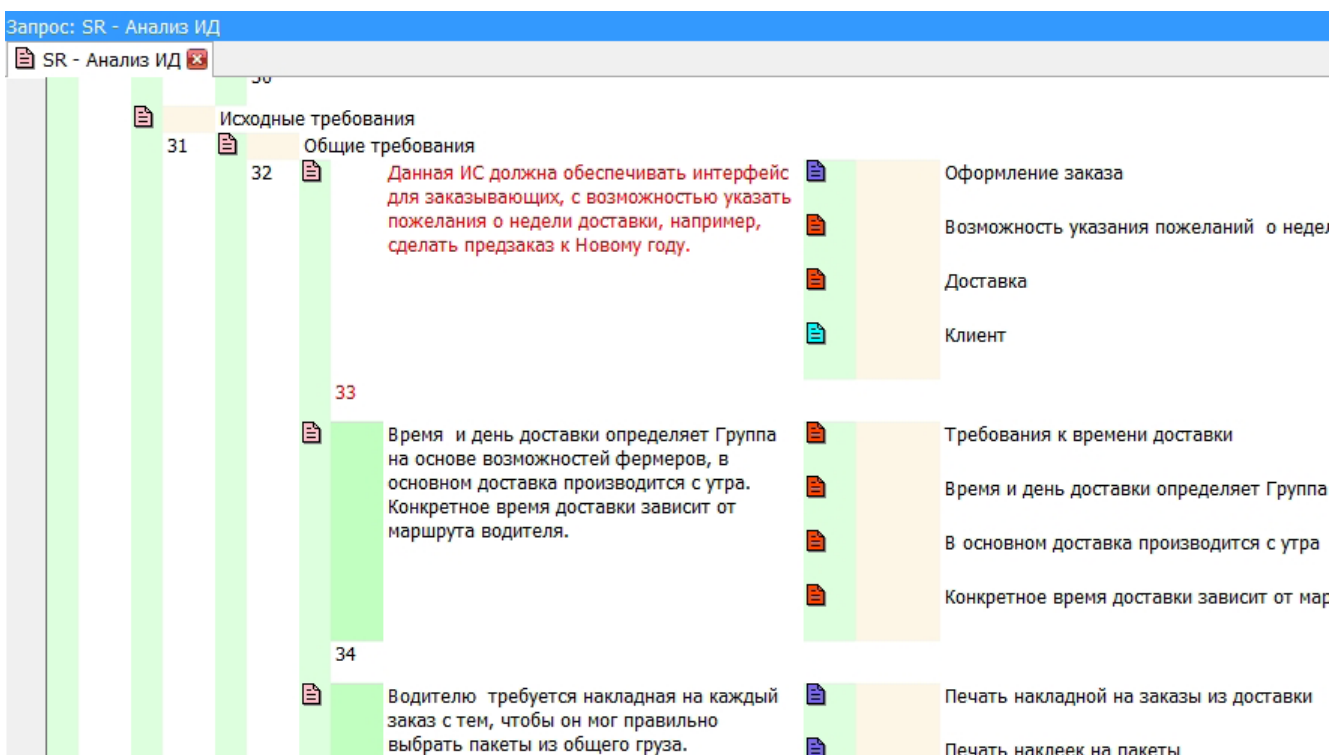 Запрос: SR - Анализ ИД
SR - Анализ ИД
Исходные требования
31 Общие требования
32 Данная ИС должна обеспечивать интерфейс
для заказывающих, с возможностью указать
пожелания о недели доставки, например,
сделать предзаказ к Новому году.
Оформление заказа
Возможность указания пожеланий о
Доставка
Клиент
33
Время и день доставки определяет Группа
на основе возможностей фермеров, в
основном доставка производится с утра.
Конкретное время доставки зависит от
маршрута водителя.
Требования к времени доставки
Время и день доставки определяет Группа
В основном доставка производится с утра
Конкретное время доставки зависит от
34
Водителю требуется накладная на каждый
заказ с тем, чтобы он мог правильно
выбрать пакеты из общего груза.
Печать накладной на заказы из доставки
Печать наклеек на пакеты